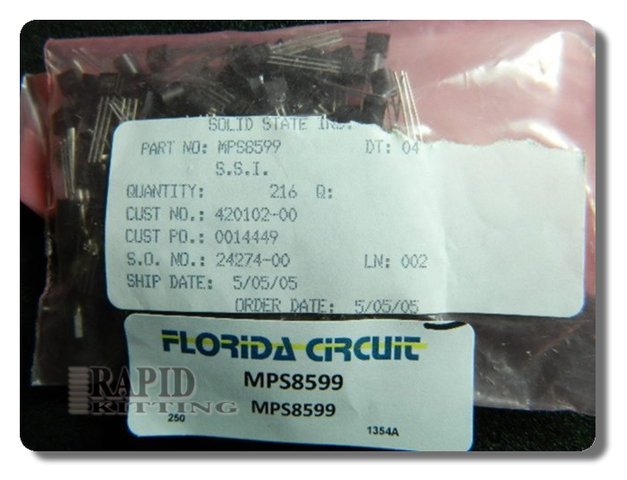 SOLID STATE INC.
PART NO: MPS8599 DT: 04
S.S.I.
QUANTITY: 216 Q:
CUST NO.: 420102-00
CUST PO.: 0014449
S.O. NO.: 24274-00 LN: 002
SHIP DATE: 5/05/05
ORDER DATE: 5/05/05
FLORIDA CIRCUIT
MPS8599
MPS8599
250 1354A
RAPID
KITTING